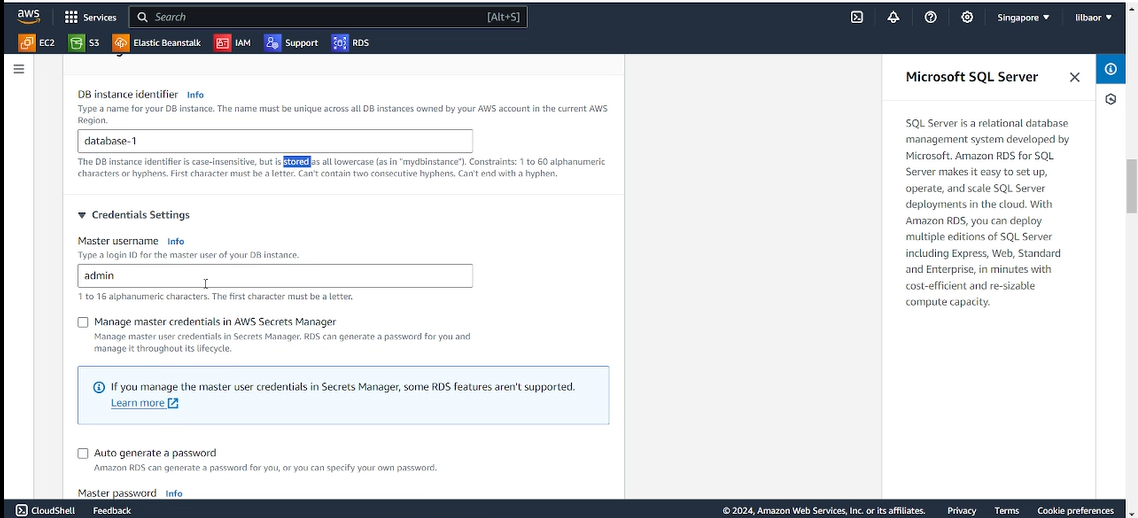 aws
Services
Search
[Alt+S]
Singapore
lilbaor
EC2
S3
Elastic Beanstalk
IAM
Support
RDS
DB instance identifier Info
Type a name for your DB instance. The name must be unique across all DB instances owned by your AWS account in the current AWS
Region.
database-1
The DB instance identifier is case-insensitive, but is stored as all lowercase (as in "mydbinstance"). Constraints: 1 to 60 alphanumeric
characters or hyphens. First character must be a letter. Can't contain two consecutive hyphens. Can't end with a hyphen.
Credentials Settings
Master username Info
Type a login ID for the master user of your DB instance.
admin
1 to 16 alphanumeric characters. The first character must be a letter.
Manage master credentials in AWS Secrets Manager
Manage master user credentials in Secrets Manager. RDS can generate a password for you and
manage it throughout its lifecycle.
If you manage the master user credentials in Secrets Manager, some RDS features aren't supported.
Learn more
Auto generate a password
Amazon RDS can generate a password for you, or you can specify your own password.
Master password Info
Microsoft SQL Server
SQL Server is a relational database
management system developed by
Microsoft. Amazon RDS for SQL
Server makes it easy to set up,
operate, and scale SQL Server
deployments in the cloud. With
Amazon RDS, you can deploy
multiple editions of SQL Server
including Express, Web, Standard
and Enterprise, in minutes with
cost-efficient and re-sizable
compute capacity.
CloudShell
Feedback
© 2024, Amazon Web Services, Inc. or its affiliates.
Privacy
Terms
Cookie preferences